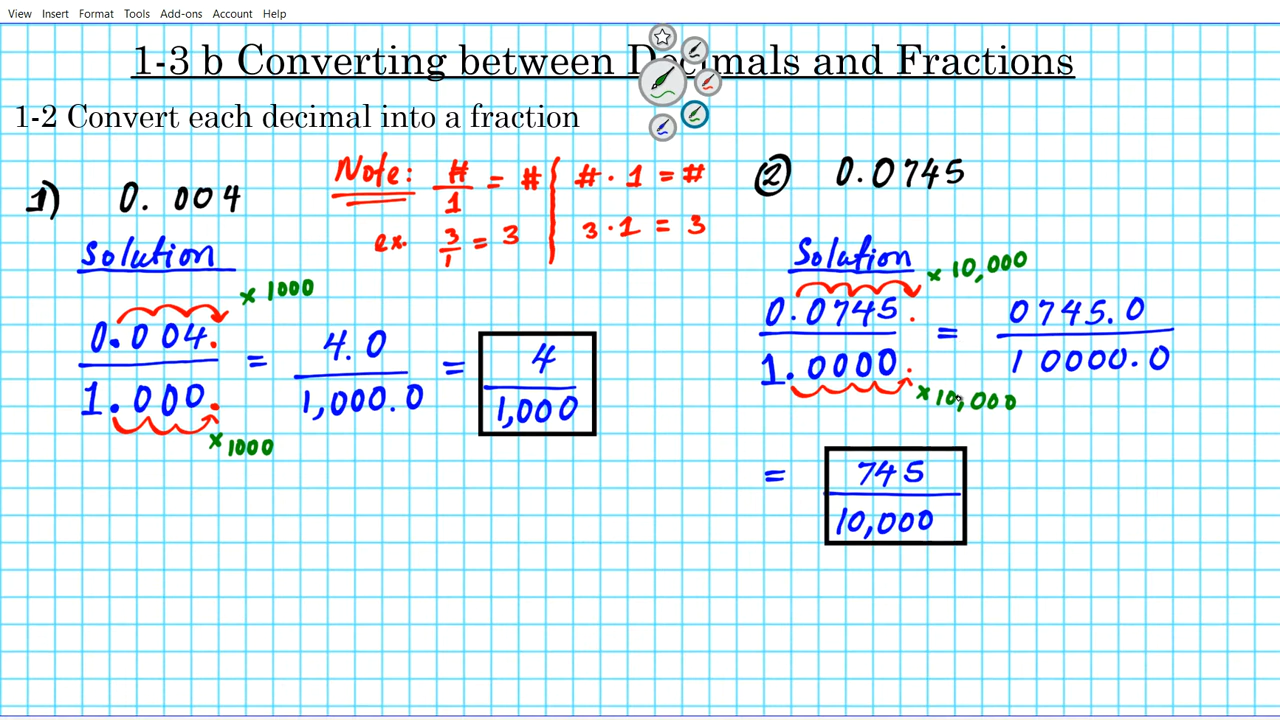 View Insert Format Tools Add-ons Account Help
1-3 b Converting between Decimals and Fractions
1-2 Convert each decimal into a fraction
1) 0.004
Note: #/1 = # | # · 1 = #
ex. 3/1 = 3 | 3 · 1 = 3
Solution
× 1000
0.004. / 1.000. = 4.0 / 1,000.0 = 4 / 1,000
× 1000
② 0.0745
Solution
× 10,000
0.0745. / 1.0000. = 0745.0 / 10000.0
× 10,000
= 745 / 10,000